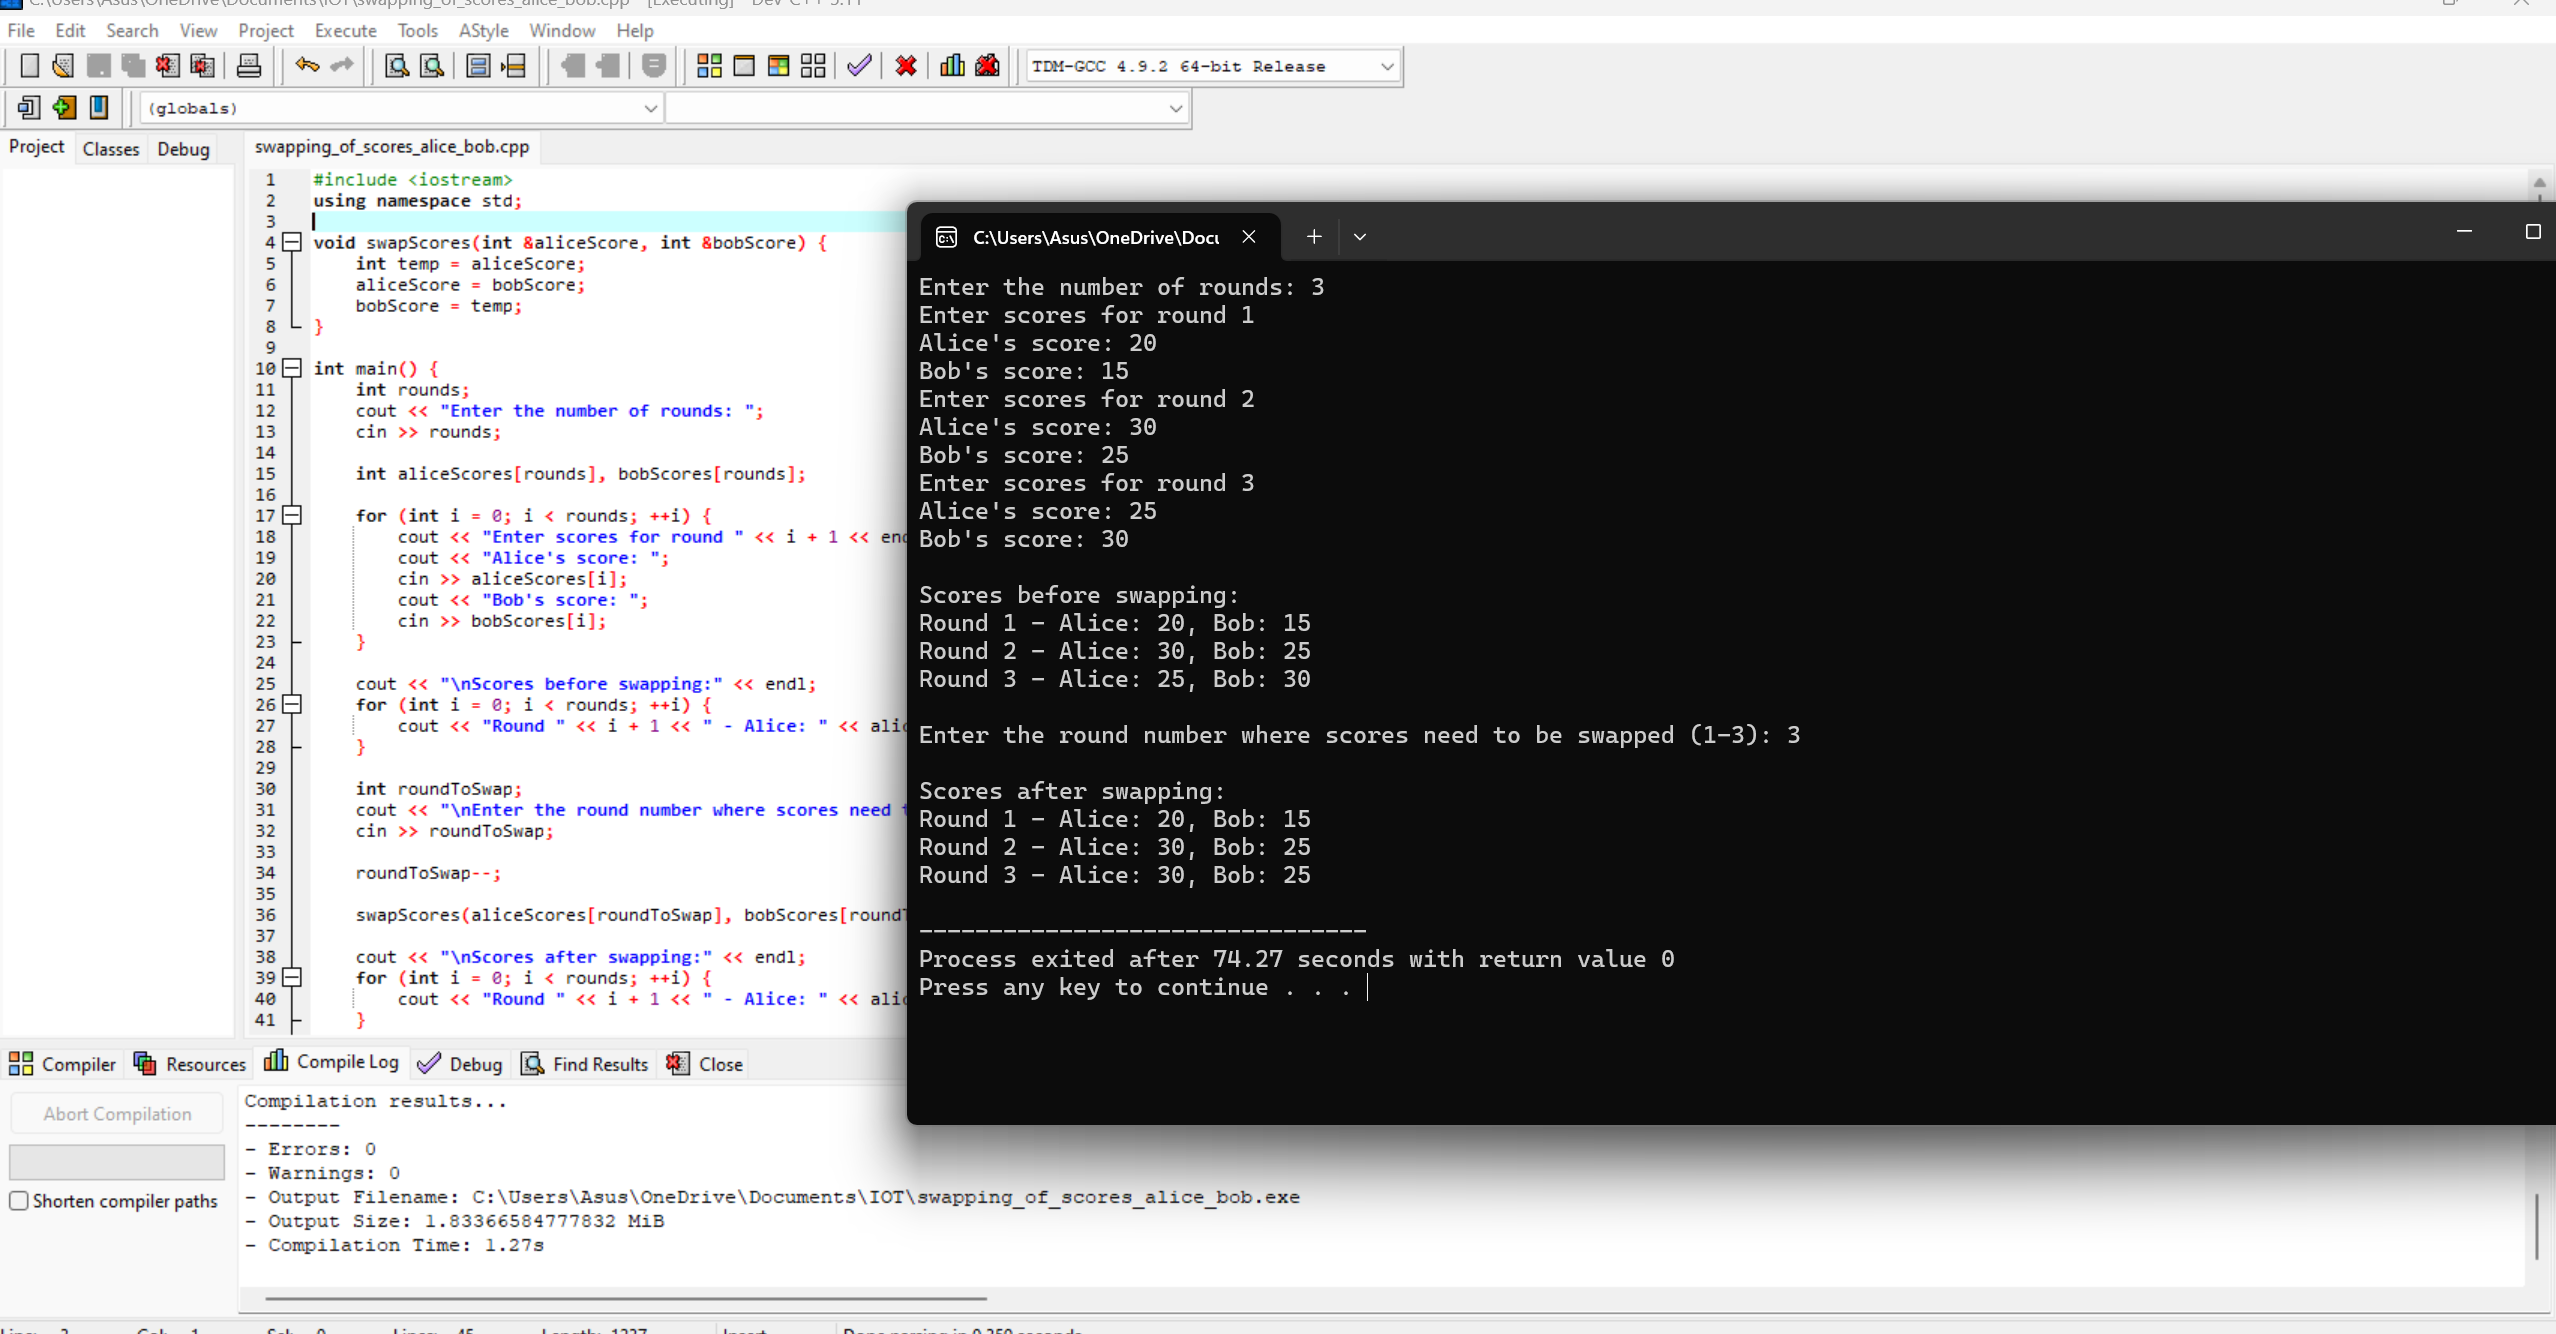 C:\Users\Asus\OneDrive\Documents\IOT\swapping_of_scores_alice_bob.cpp - [Executing] - Dev-C++ 5.11
File Edit Search View Project Execute Tools AStyle Window Help
TDM-GCC 4.9.2 64-bit Release
(globals)
Project Classes Debug
swapping_of_scores_alice_bob.cpp
1 #include <iostream>
2 using namespace std;
3
4 void swapScores(int &aliceScore, int &bobScore) {
5 int temp = aliceScore;
6 aliceScore = bobScore;
7 bobScore = temp;
8 }
9
10 int main() {
11 int rounds;
12 cout << "Enter the number of rounds: ";
13 cin >> rounds;
14
15 int aliceScores[rounds], bobScores[rounds];
16
17 for (int i = 0; i < rounds; ++i) {
18 cout << "Enter scores for round " << i + 1 <<
19 cout << "Alice's score: ";
20 cin >> aliceScores[i];
21 cout << "Bob's score: ";
22 cin >> bobScores[i];
23 }
24
25 cout << "\nScores before swapping:" << endl;
26 for (int i = 0; i < rounds; ++i) {
27 cout << "Round " << i + 1 << " - Alice: " <<
28 }
29
30 int roundToSwap;
31 cout << "\nEnter the round number where scores need
32 cin >> roundToSwap;
33
34 roundToSwap--;
35
36 swapScores(aliceScores[roundToSwap], bobScores[round
37
38 cout << "\nScores after swapping:" << endl;
39 for (int i = 0; i < rounds; ++i) {
40 cout << "Round " << i + 1 << " - Alice: " <<
41 }
C:\Users\Asus\OneDrive\Docu
Enter the number of rounds: 3
Enter scores for round 1
Alice's score: 20
Bob's score: 15
Enter scores for round 2
Alice's score: 30
Bob's score: 25
Enter scores for round 3
Alice's score: 25
Bob's score: 30
Scores before swapping:
Round 1 - Alice: 20, Bob: 15
Round 2 - Alice: 30, Bob: 25
Round 3 - Alice: 25, Bob: 30
Enter the round number where scores need to be swapped (1-3): 3
Scores after swapping:
Round 1 - Alice: 20, Bob: 15
Round 2 - Alice: 30, Bob: 25
Round 3 - Alice: 30, Bob: 25
--------------------------------
Process exited after 74.27 seconds with return value 0
Press any key to continue . . .
Compiler Resources Compile Log Debug Find Results Close
Abort Compilation
Shorten compiler paths
Compilation results...
--------
- Errors: 0
- Warnings: 0
- Output Filename: C:\Users\Asus\OneDrive\Documents\IOT\swapping_of_scores_alice_bob.exe
- Output Size: 1.83366584777832 MiB
- Compilation Time: 1.27s